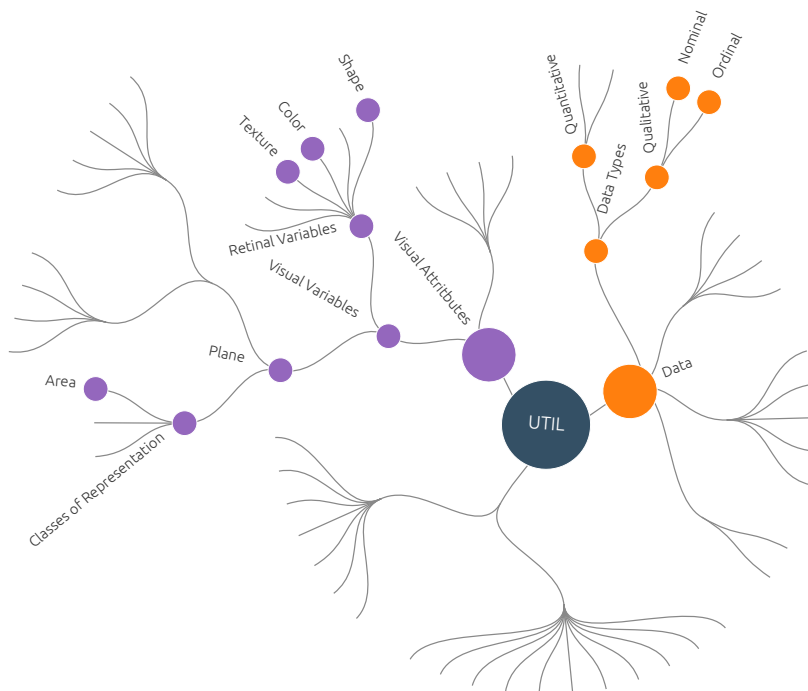 Nominal
Ordinal
Shape
Quantitative
Qualitative
Color
Texture
Data Types
Retinal Variables
Visual Attritbutes
Visual Variables
Plane
Data
Area
UTIL
Classes of Representation